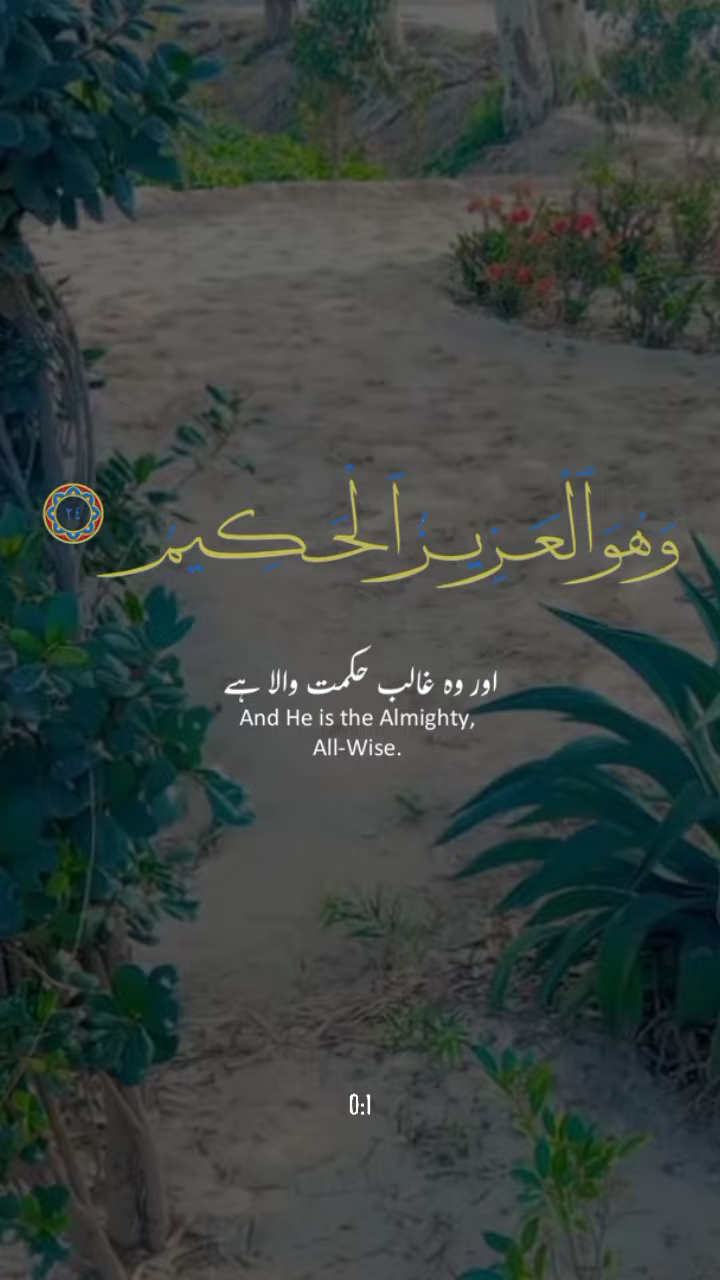 وَهُوَ ٱلْعَزِيزُ ٱلْحَكِيمُ ٢٤
اور وہ غالب حکمت والا ہے
And He is the Almighty,
All-Wise.
0:1